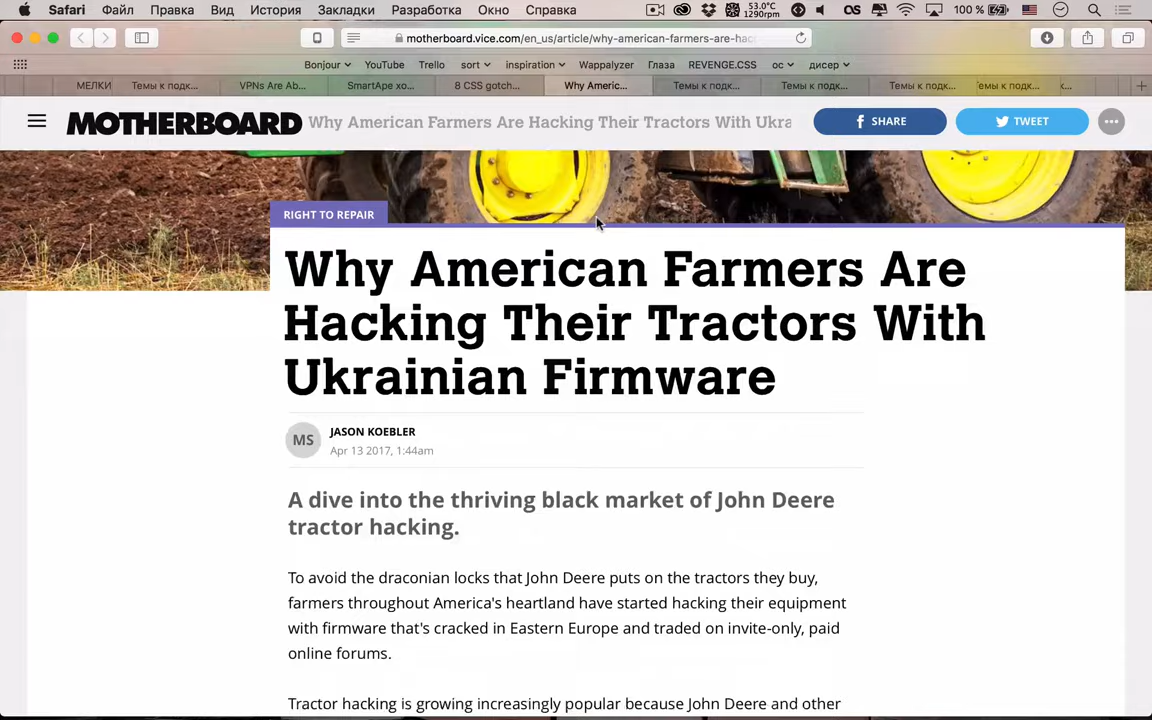 Safari Файл Правка Вид История Закладки Разработка Окно Справка 53.0°C 1290rpm 100 %
motherboard.vice.com/en_us/article/why-american-farmers-are-hac
Bonjour YouTube Trello sort inspiration Wappalyzer Глаза REVENGE.CSS ос дисер
МЕЛКИ Темы к подк... VPNs Are Ab... SmartApe хо... 8 CSS gotch... Why Americ... Темы к подк... Темы к подк... Темы к подк...
MOTHERBOARD Why American Farmers Are Hacking Their Tractors With Ukra SHARE TWEET
RIGHT TO REPAIR
Why American Farmers Are
Hacking Their Tractors With
Ukrainian Firmware
MS JASON KOEBLER
Apr 13 2017, 1:44am
A dive into the thriving black market of John Deere
tractor hacking.
To avoid the draconian locks that John Deere puts on the tractors they buy,
farmers throughout America's heartland have started hacking their equipment
with firmware that's cracked in Eastern Europe and traded on invite-only, paid
online forums.
Tractor hacking is growing increasingly popular because John Deere and other